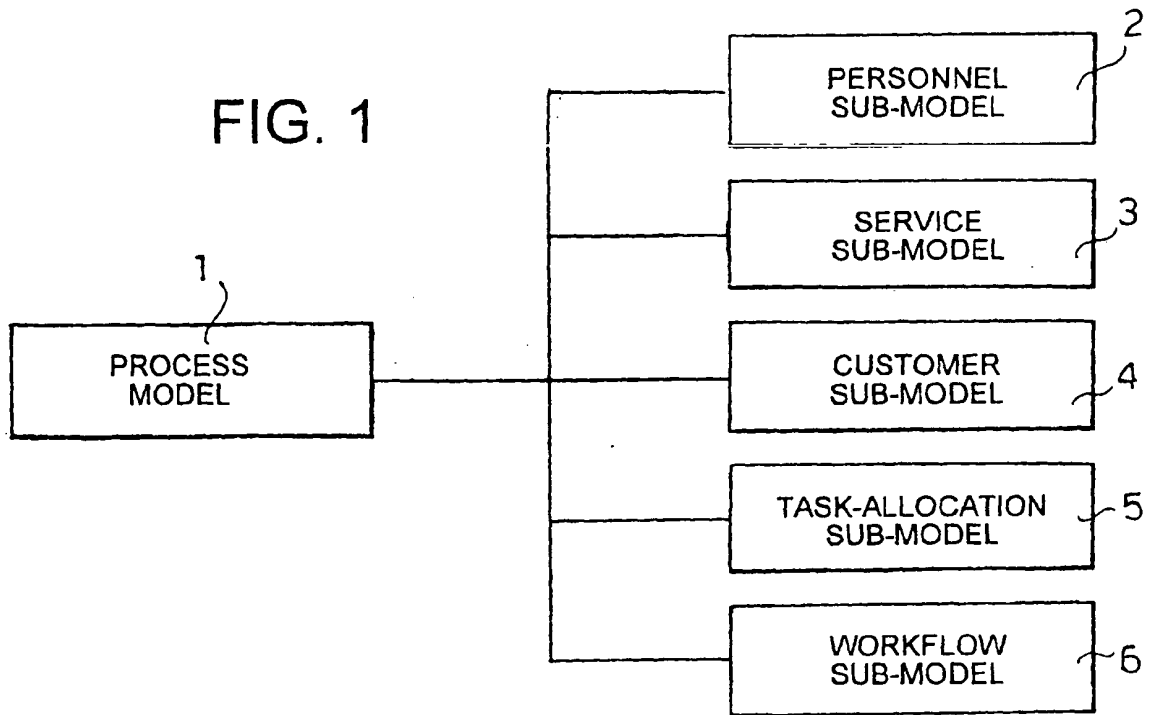 FIG. 1
1
PROCESS
MODEL
2
PERSONNEL
SUB-MODEL
3
SERVICE
SUB-MODEL
4
CUSTOMER
SUB-MODEL
5
TASK-ALLOCATION
SUB-MODEL
6
WORKFLOW
SUB-MODEL